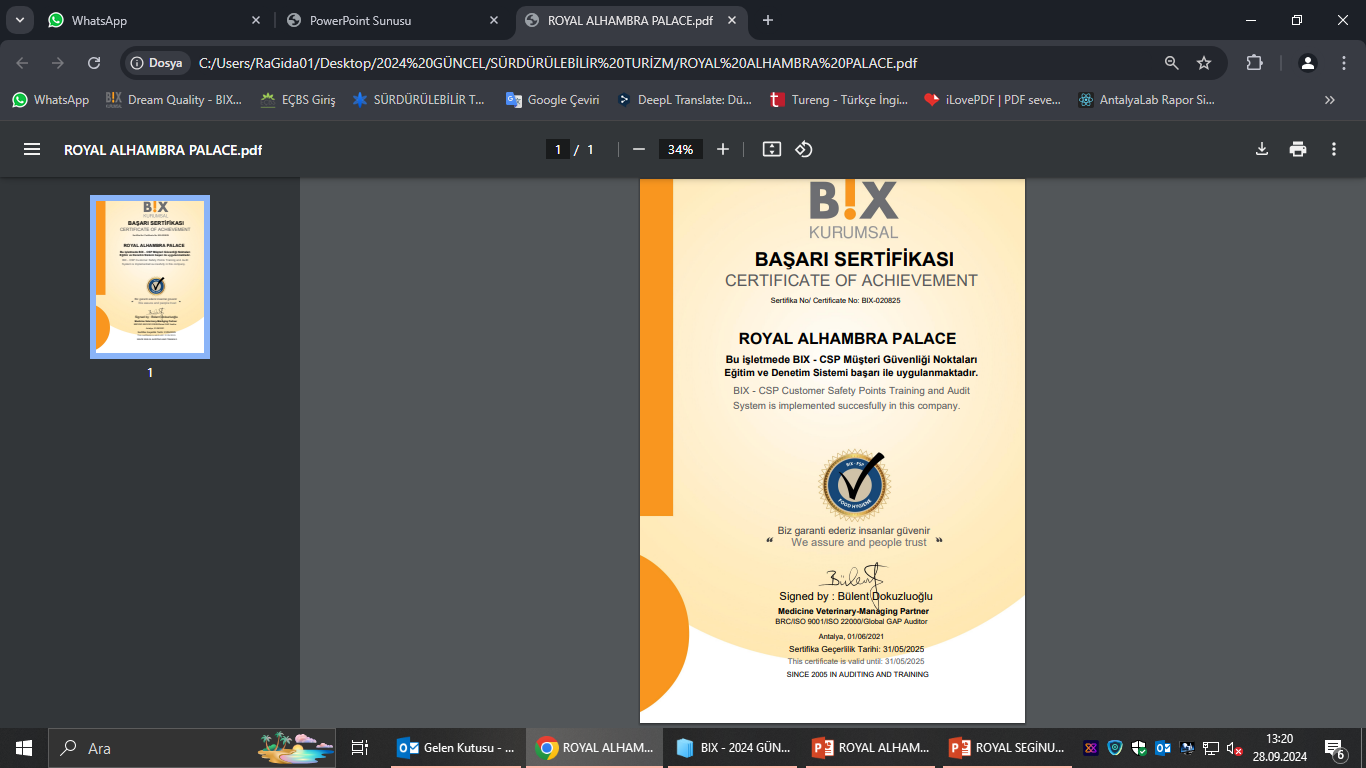 WhatsApp
PowerPoint Sunusu
ROYAL ALHAMBRA PALACE.pdf
Dosya
C:/Users/RaGida01/Desktop/2024%20GÜNCEL/SÜRDÜRÜLEBİLİR%20TURİZM/ROYAL%20ALHAMBRA%20PALACE.pdf
WhatsApp
Dream Quality - BIX...
EÇBS Giriş
SÜRDÜRÜLEBİLİR T...
Google Çeviri
DeepL Translate: Dü...
Tureng - Türkçe İngi...
iLovePDF | PDF seve...
AntalyaLab Rapor Si...
ROYAL ALHAMBRA PALACE.pdf
1 / 1
34%
1
BIX
KURUMSAL
BAŞARI SERTİFİKASI
CERTIFICATE OF ACHIEVEMENT
Sertifika No/ Certificate No: BIX-020825
ROYAL ALHAMBRA PALACE
Bu işletmede BIX - CSP Müşteri Güvenliği Noktaları
Eğitim ve Denetim Sistemi başarı ile uygulanmaktadır.
BIX - CSP Customer Safety Points Training and Audit
System is implemented succesfully in this company.
BIX - FSP
FOOD HYGIENE
Biz garanti ederiz insanlar güvenir
“ We assure and people trust ”
Signed by : Bülent Dokuzluoğlu
Medicine Veterinary-Managing Partner
BRC/ISO 9001/ISO 22000/Global GAP Auditor
Antalya, 01/06/2021
Sertifika Geçerlilik Tarihi: 31/05/2025
This certificate is valid until: 31/05/2025
SINCE 2005 IN AUDITING AND TRAINING
Ara
Gelen Kutusu - ...
ROYAL ALHAM...
BIX - 2024 GÜN...
ROYAL ALHAM...
ROYAL SEGİNU...
13:20
28.09.2024
6